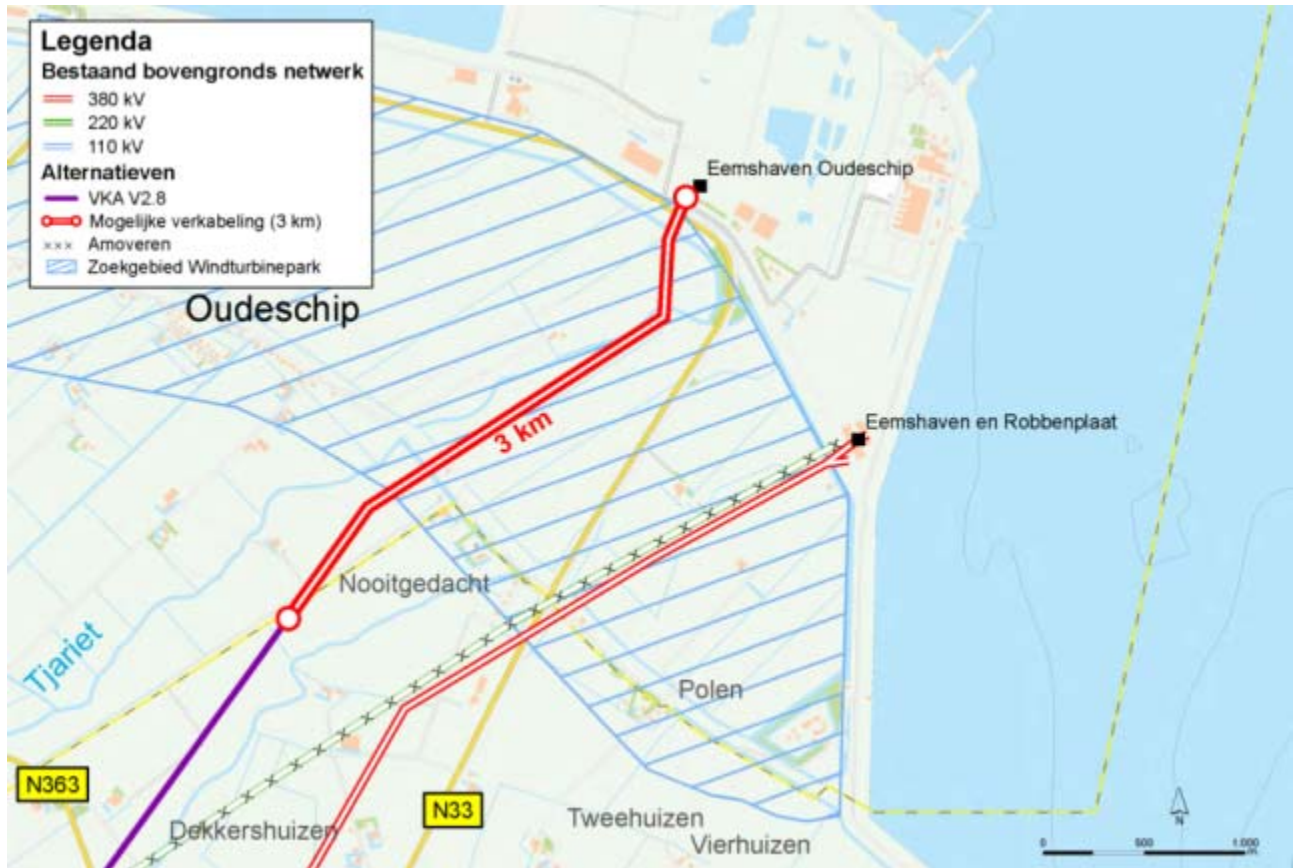 Legenda
Bestaand bovengronds netwerk
380 kV
220 kV
110 kV
Alternatieven
VKA V2.8
Mogelijke verkabeling (3 km)
Amoveren
Zoekgebied Windturbinepark
Eemshaven Oudeschip
Oudeschip
3 km
Eemshaven en Robbenplaat
Nooitgedacht
Tjariet
Polen
N363
N33
Dekkershuizen
Tweehuizen
Vierhuizen
N
0 500 1.000